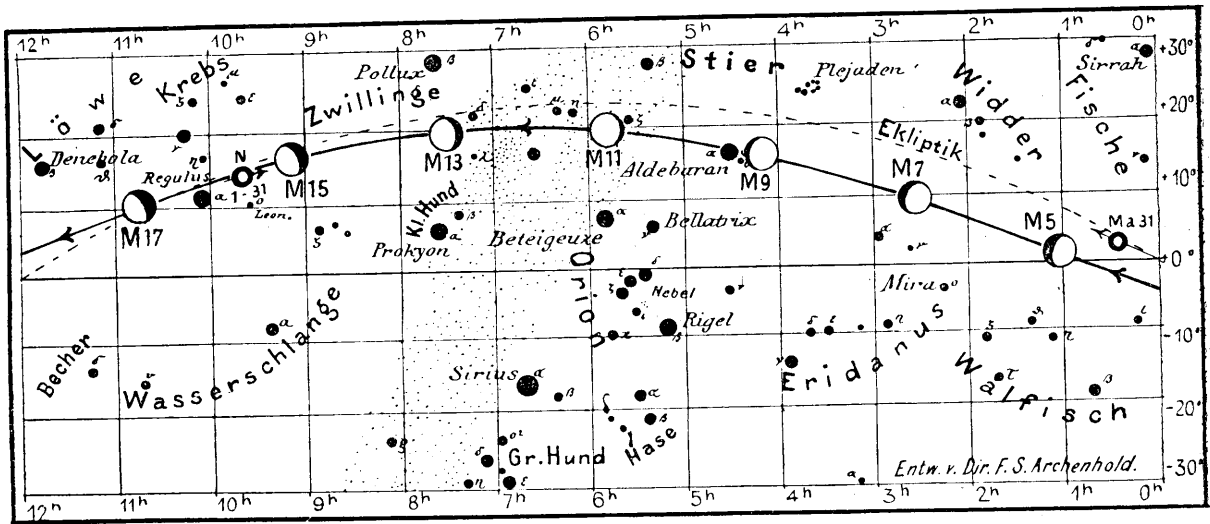 12h 11h 10h 9h 8h 7h 6h 5h 4h 3h 2h 1h 0h
+30°
+20°
+10°
+0°
-10°
-20°
-30°
Löwe
Krebs
Zwillinge
Pollux
Stier
Plejaden
Widder
Fische
Sirrah
Ekliptik
Denebola
Regulus
N
1·31
Leon.
M17
M15
M13
M11
M9
M7
M5
Ma 31
Aldebaran
Kl. Hund
Prokyon
Beteigeuze
Bellatrix
Orion
Nebel
Rigel
Mira
Becher
Wasserschlange
Sirius
Eridanus
Walfisch
Gr. Hund
Hase
Entw. v. Dir. F. S. Archenhold.
12h 11h 10h 9h 8h 7h 6h 5h 4h 3h 2h 1h 0h